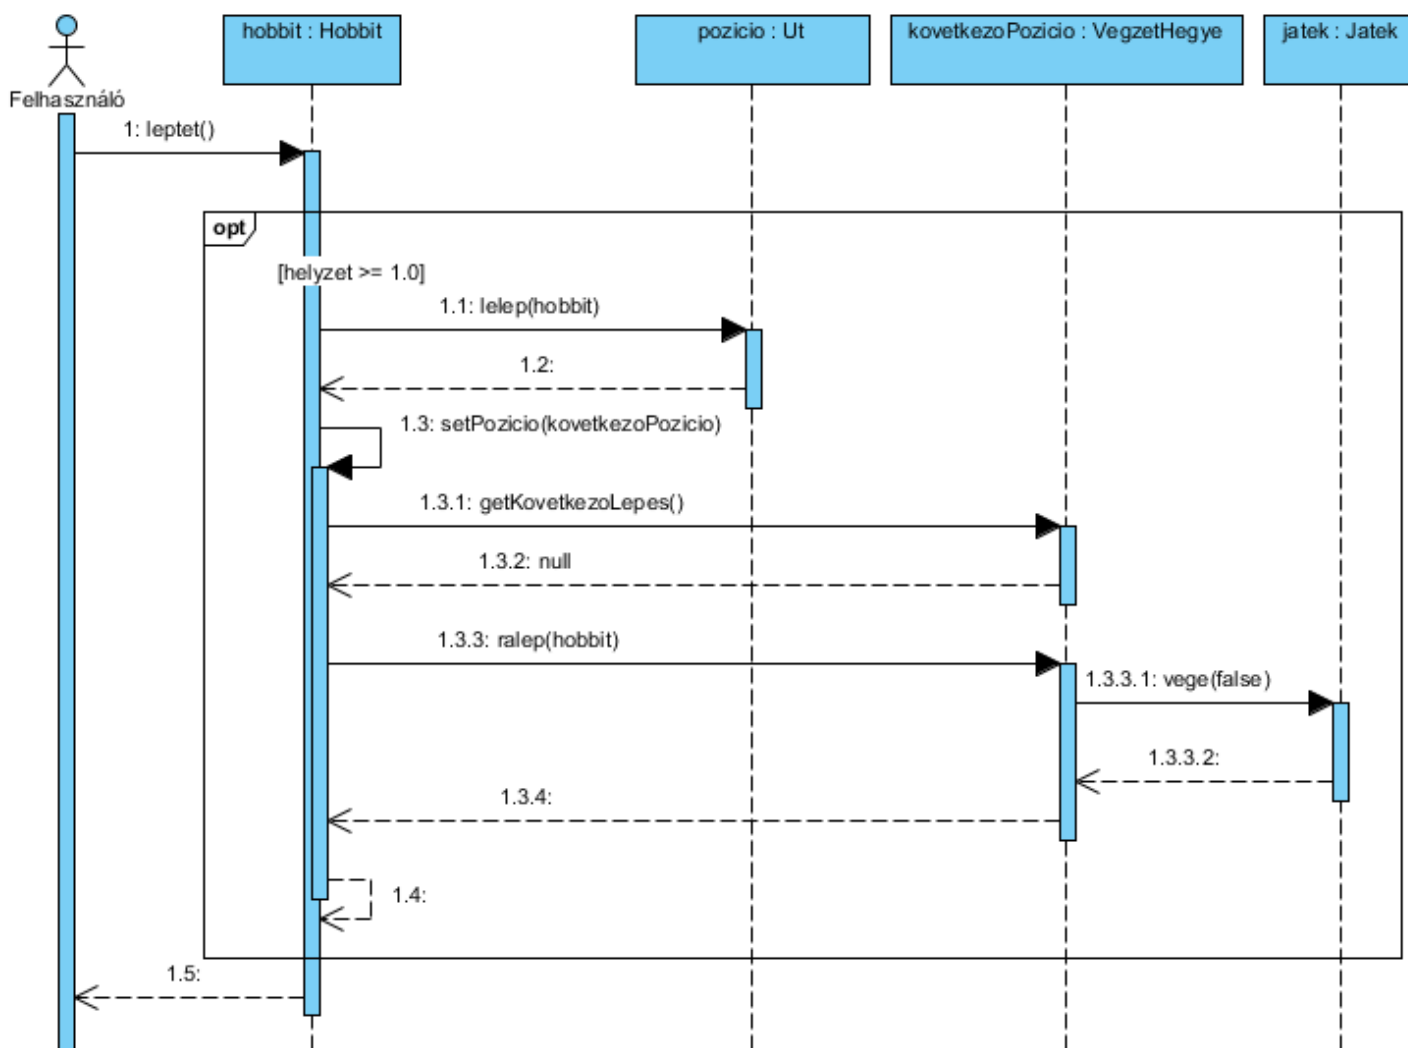 hobbit : Hobbit
pozicio : Ut
kovetkezoPozicio : VegzetHegye
jatek : Jatek
Felhasználó
1: leptet()
opt
[helyzet >= 1.0]
1.1: lelep(hobbit)
1.2:
1.3: setPozicio(kovetkezoPozicio)
1.3.1: getKovetkezoLepes()
1.3.2: null
1.3.3: ralep(hobbit)
1.3.3.1: vege(false)
1.3.3.2:
1.3.4:
1.4:
1.5: